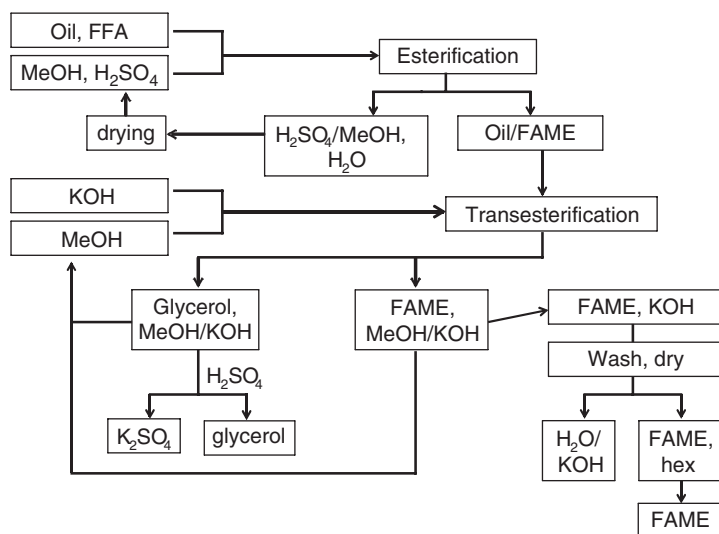 Oil, FFA
MeOH, H₂SO₄
Esterification
drying
H₂SO₄/MeOH,
H₂O
Oil/FAME
KOH
MeOH
Transesterification
Glycerol,
MeOH/KOH
FAME,
MeOH/KOH
FAME, KOH
Wash, dry
H₂SO₄
K₂SO₄
glycerol
H₂O/
KOH
FAME,
hex
FAME